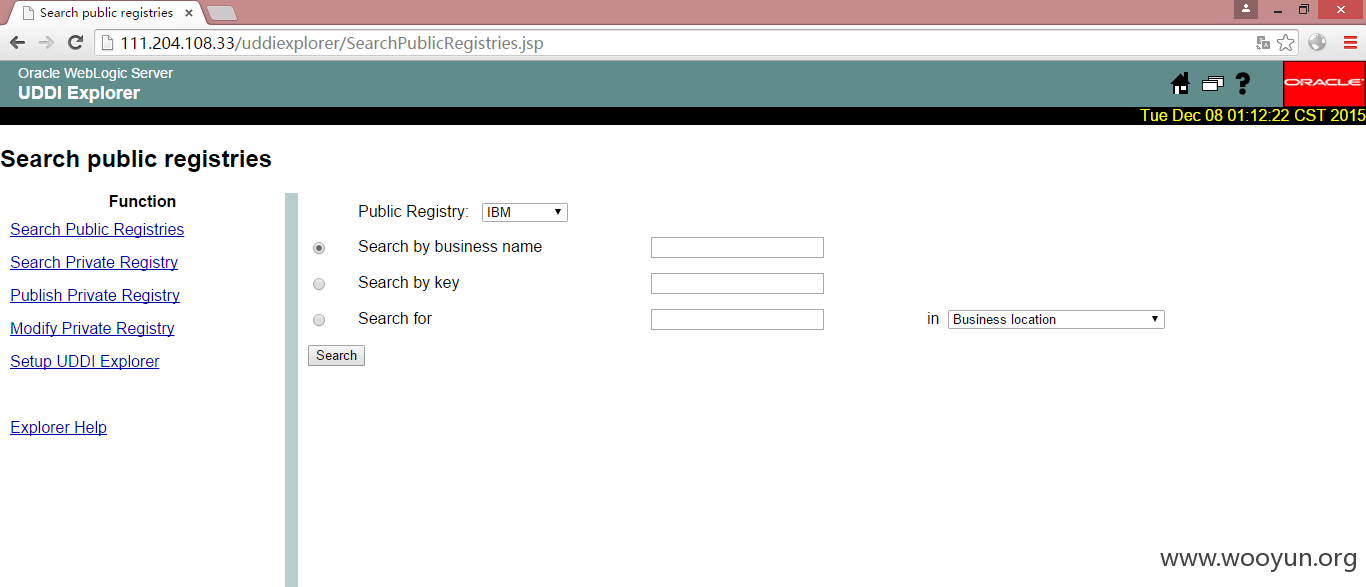 Search public registries
111.204.108.33/uddiexplorer/SearchPublicRegistries.jsp
Oracle WebLogic Server
UDDI Explorer
ORACLE
Tue Dec 08 01:12:22 CST 2015
Search public registries
Function
Search Public Registries
Search Private Registry
Publish Private Registry
Modify Private Registry
Setup UDDI Explorer
Explorer Help
Public Registry: IBM
Search by business name
Search by key
Search for in Business location
Search
www.wooyun.org